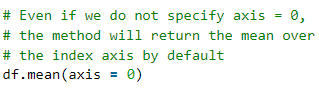 # Even if we do not specify axis = 0,
# the method will return the mean over
# the index axis by default
df.mean(axis = 0)